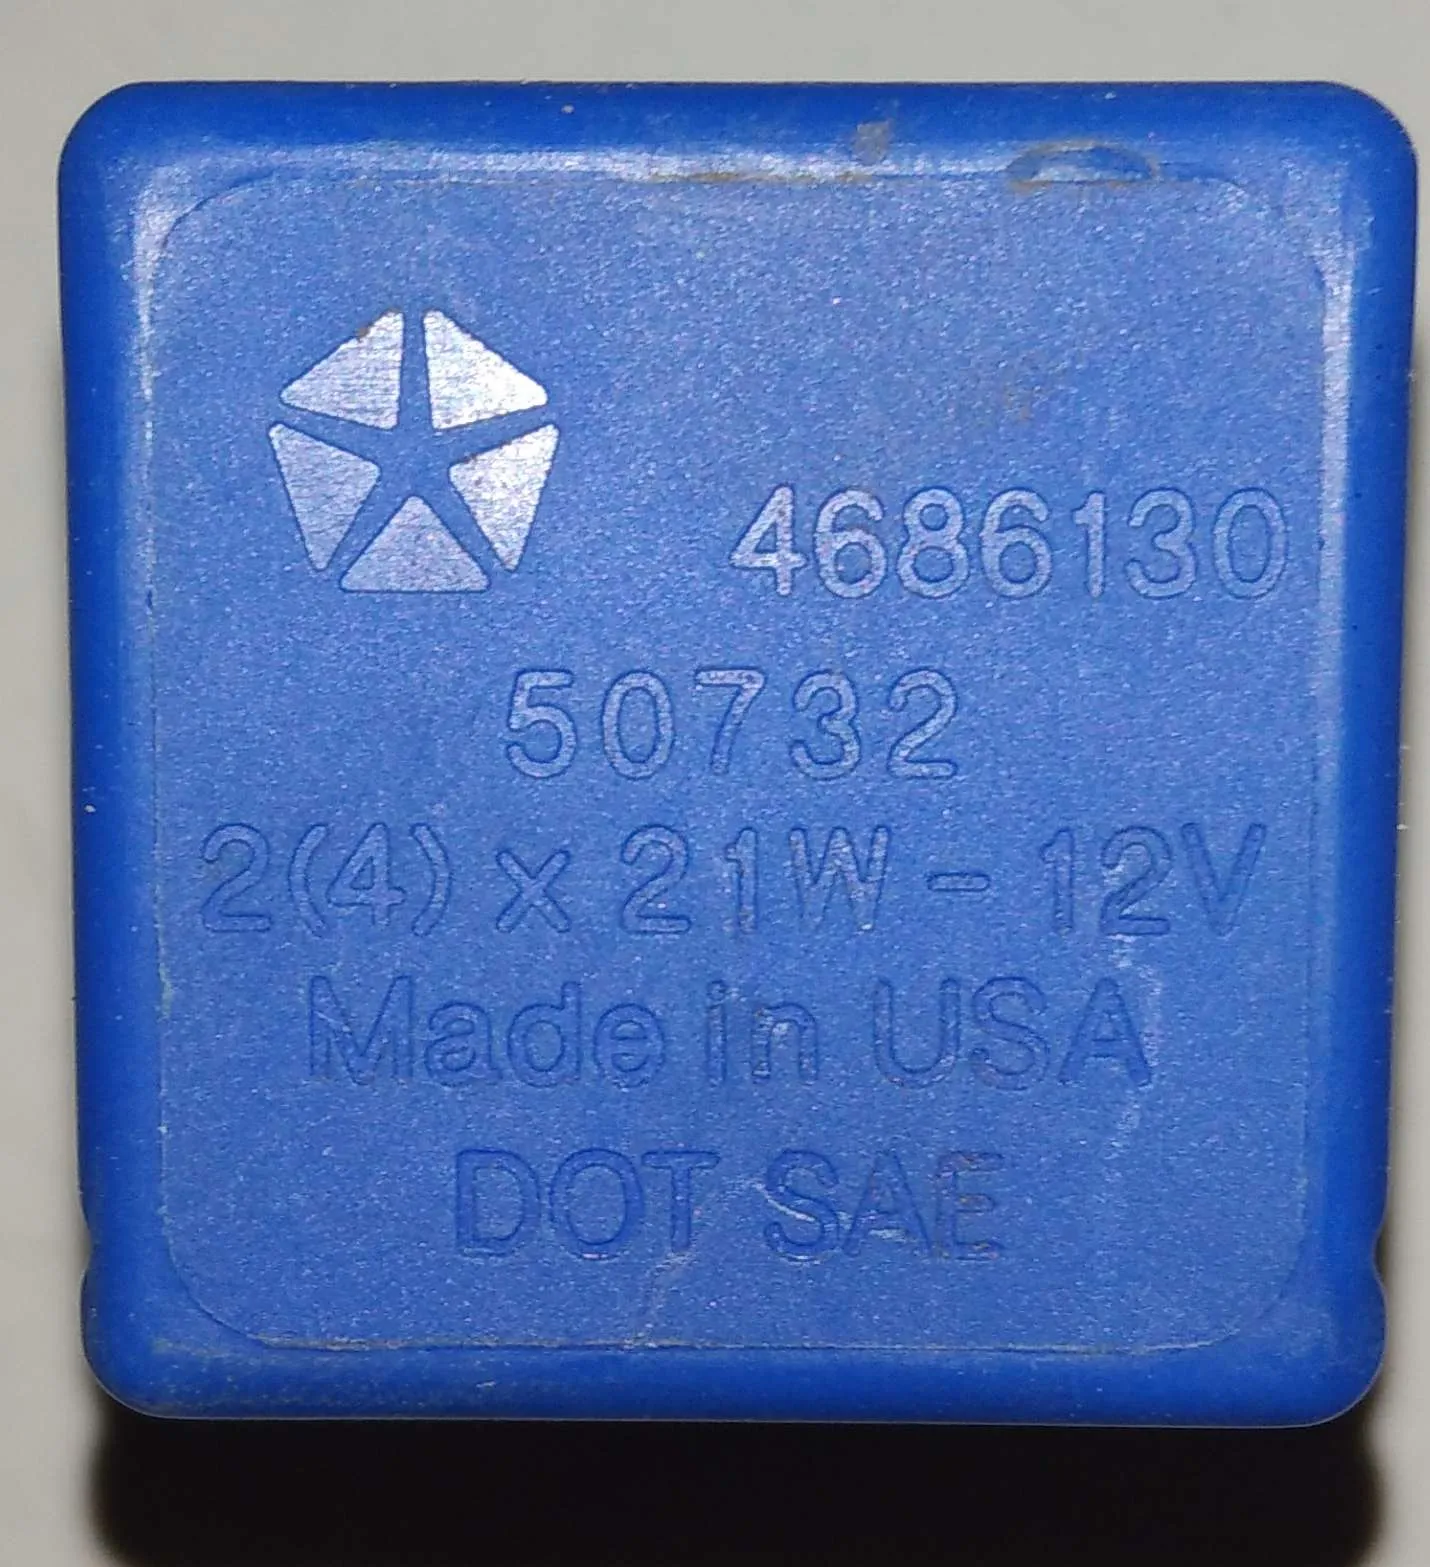 4686130
50732
2(4) x 21W - 12V
Made in USA
DOT SAE